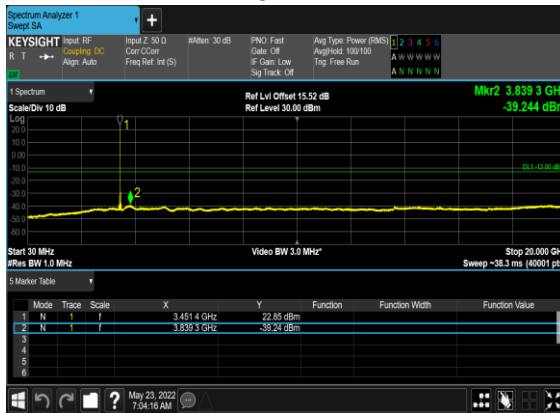 Spectrum Analyzer 1
Swept SA
KEYSIGHT Input: RF Input Z: 50 Ω #Atten: 30 dB PNO: Fast Avg Type: Power (RMS) 1 2 3 4 5 6
R T Coupling: DC Corr CCorr Gate: Off Avg|Hold: 100/100 A W W W W W
Align: Auto Freq Ref: Int (S) IF Gain: Low Trig: Free Run
Sig Track: Off A N N N N N
1 Spectrum Ref Lvl Offset 15.52 dB Mkr2 3.839 3 GH
Scale/Div 10 dB Ref Level 30.00 dBm -39.244 dBr
Log
20.0 1
10.0
0.00
-10.0 DL1 -13.00 dB
-20.0
-30.0 2
-40.0
-50.0
-60.0
Start 30 MHz Video BW 3.0 MHz* Stop 20.000 GH
#Res BW 1.0 MHz Sweep ~38.3 ms (40001 pt
5 Marker Table
Mode Trace Scale X Y Function Function Width Function Value
1 N 1 f 3.451 4 GHz 22.85 dBm
2 N 1 f 3.839 3 GHz -39.24 dBm
3
4
5
6
? May 23, 2022
7:04:16 AM